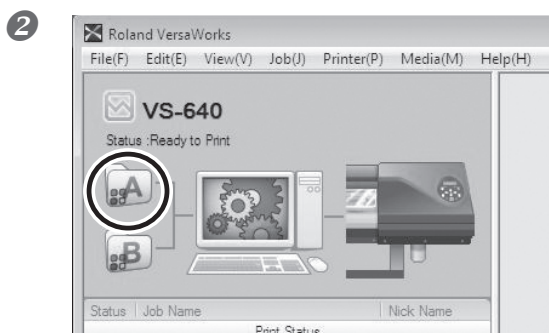 2
Roland VersaWorks
File(F) Edit(E) View(V) Job(J) Printer(P) Media(M) Help(H)
VS-640
Status :Ready to Print
A
B
Status Job Name Nick Name
Print Status